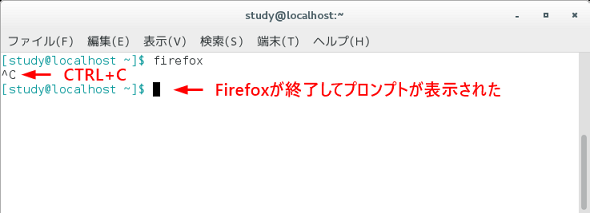 study@localhost:~
ファイル(F) 編集(E) 表示(V) 検索(S) 端末(T) ヘルプ(H)
[study@localhost ~]$ firefox
^C ← CTRL+C
[study@localhost ~]$ ← Firefoxが終了してプロンプトが表示された